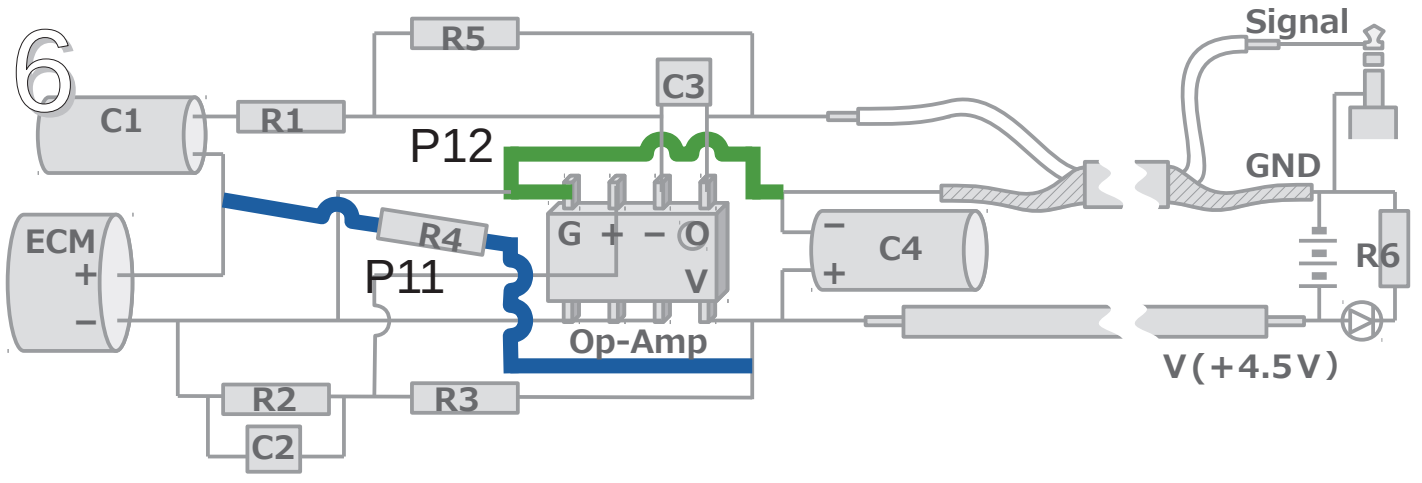 6
Signal
R5
C3
C1
R1
P12
GND
ECM
+
−
R4
G + − O
V
−
+
C4
R6
P11
Op-Amp
V(+4.5V)
R2
R3
C2